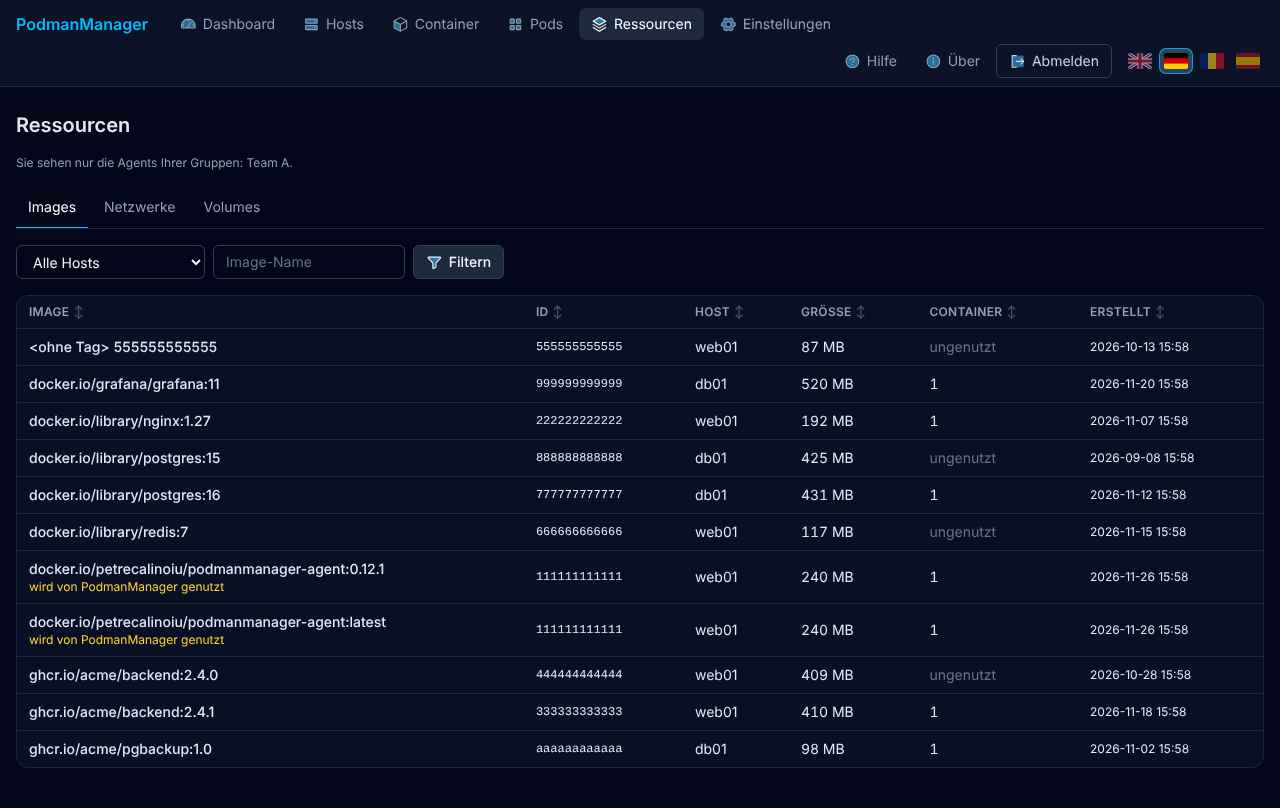 PodmanManager Dashboard Hosts Container Pods Ressourcen Einstellungen
Hilfe Über Abmelden
Ressourcen
Sie sehen nur die Agents Ihrer Gruppen: Team A.
Images Netzwerke Volumes
Alle Hosts Image-Name Filtern
IMAGE ID HOST GRÖSSE CONTAINER ERSTELLT
<ohne Tag> 555555555555 555555555555 web01 87 MB ungenutzt 2026-10-13 15:58
docker.io/grafana/grafana:11 999999999999 db01 520 MB 1 2026-11-20 15:58
docker.io/library/nginx:1.27 222222222222 web01 192 MB 1 2026-11-07 15:58
docker.io/library/postgres:15 888888888888 db01 425 MB ungenutzt 2026-09-08 15:58
docker.io/library/postgres:16 777777777777 db01 431 MB 1 2026-11-12 15:58
docker.io/library/redis:7 666666666666 web01 117 MB ungenutzt 2026-11-15 15:58
docker.io/petrecalinoiu/podmanmanager-agent:0.12.1 111111111111 web01 240 MB 1 2026-11-26 15:58
wird von PodmanManager genutzt
docker.io/petrecalinoiu/podmanmanager-agent:latest 111111111111 web01 240 MB 1 2026-11-26 15:58
wird von PodmanManager genutzt
ghcr.io/acme/backend:2.4.0 444444444444 web01 409 MB ungenutzt 2026-10-28 15:58
ghcr.io/acme/backend:2.4.1 333333333333 web01 410 MB 1 2026-11-18 15:58
ghcr.io/acme/pgbackup:1.0 aaaaaaaaaaaa db01 98 MB 1 2026-11-02 15:58